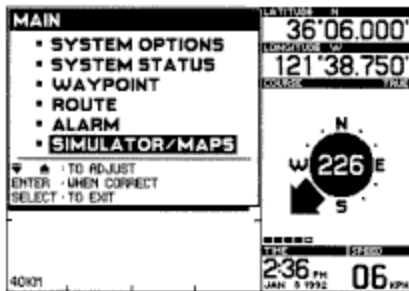 MAIN
▪ SYSTEM OPTIONS
▪ SYSTEM STATUS
▪ WAYPOINT
▪ ROUTE
▪ ALARM
▪ SIMULATOR/MAPS
: TO ADJUST
ENTER : WHEN CORRECT
SELECT : TO EXIT
40KM
LATITUDE N
36°06.000'
LONGITUDE W
121°38.750'
COURSE TRUE
N
W 226 E
S
TIME
2:36 PM
JAN 8 1992
SPEED
06 KPH